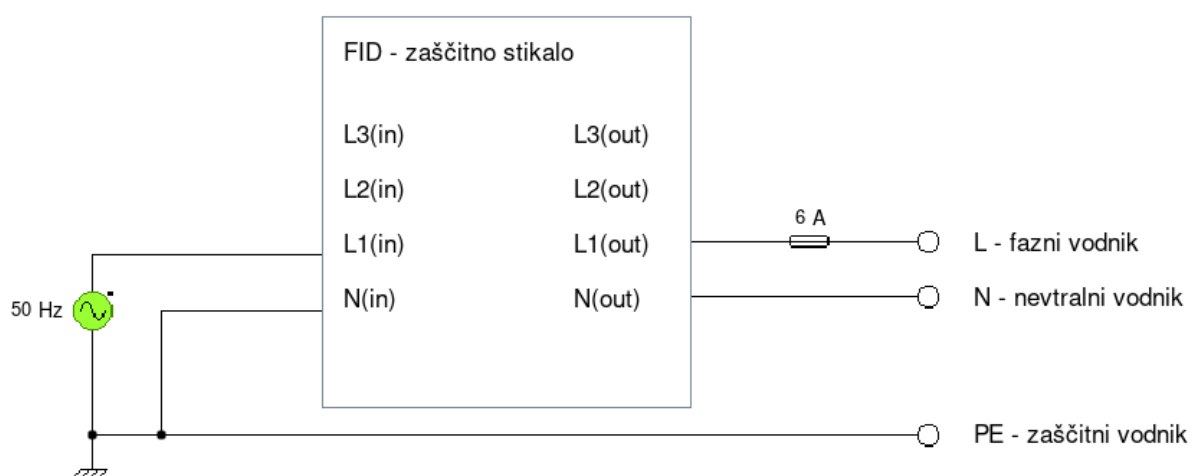 FID - zaščitno stikalo
L3(in) L3(out)
L2(in) L2(out)
6 A
L1(in) L1(out) L - fazni vodnik
N(in) N(out) N - nevtralni vodnik
50 Hz
PE - zaščitni vodnik